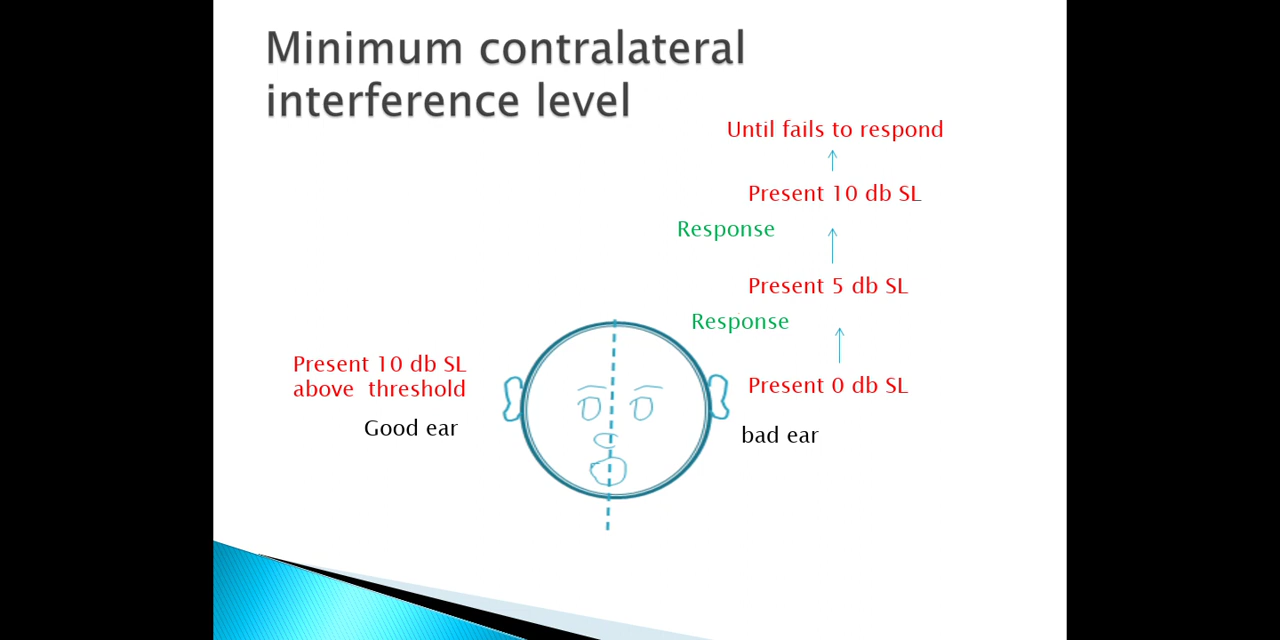 Minimum contralateral
interference level
Until fails to respond
Present 10 db SL
Response
Present 5 db SL
Response
Present 10 db SL
above threshold
Present 0 db SL
Good ear
bad ear